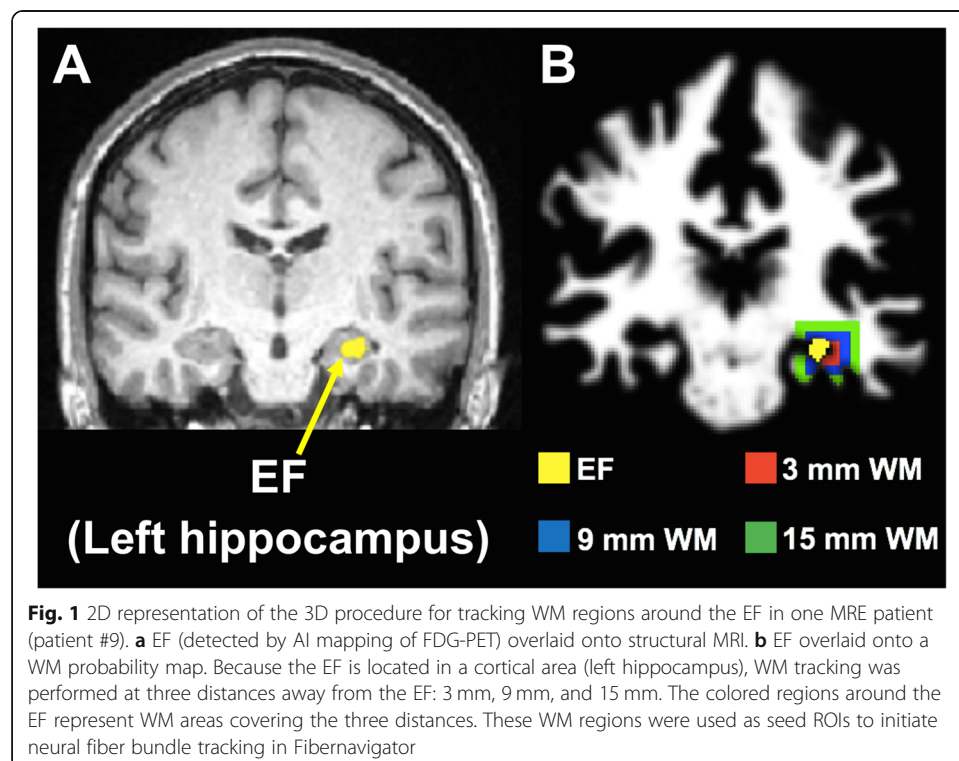 A
B
EF
(Left hippocampus)
EF
3 mm WM
9 mm WM
15 mm WM
Fig. 1 2D representation of the 3D procedure for tracking WM regions around the EF in one MRE patient
(patient #9). a EF (detected by AI mapping of FDG-PET) overlaid onto structural MRI. b EF overlaid onto a
WM probability map. Because the EF is located in a cortical area (left hippocampus), WM tracking was
performed at three distances away from the EF: 3 mm, 9 mm, and 15 mm. The colored regions around the
EF represent WM areas covering the three distances. These WM regions were used as seed ROIs to initiate
neural fiber bundle tracking in Fibernavigator